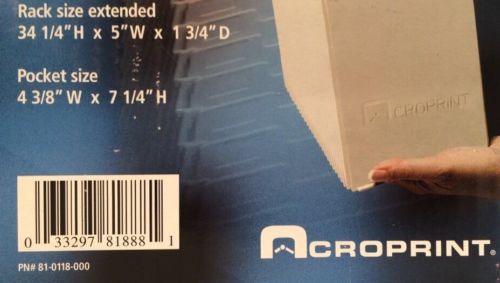 Rack size extended
34 1/4"H x 5"W x 1 3/4"D
Pocket size
4 3/8"W x 7 1/4"H
ACROPRINT
0 33297 81888 1
PN# 81-0118-000
ACROPRINT®